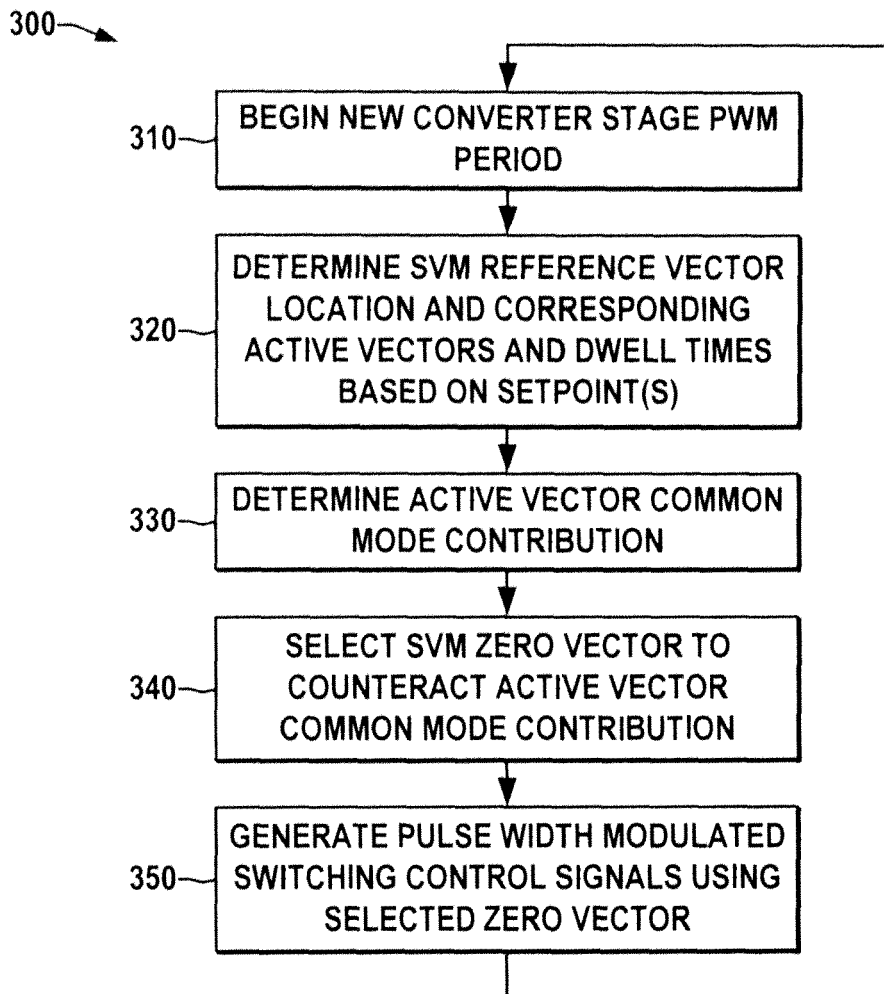 300
310
BEGIN NEW CONVERTER STAGE PWM
PERIOD
320
DETERMINE SVM REFERENCE VECTOR
LOCATION AND CORRESPONDING
ACTIVE VECTORS AND DWELL TIMES
BASED ON SETPOINT(S)
330
DETERMINE ACTIVE VECTOR COMMON
MODE CONTRIBUTION
340
SELECT SVM ZERO VECTOR TO
COUNTERACT ACTIVE VECTOR
COMMON MODE CONTRIBUTION
350
GENERATE PULSE WIDTH MODULATED
SWITCHING CONTROL SIGNALS USING
SELECTED ZERO VECTOR